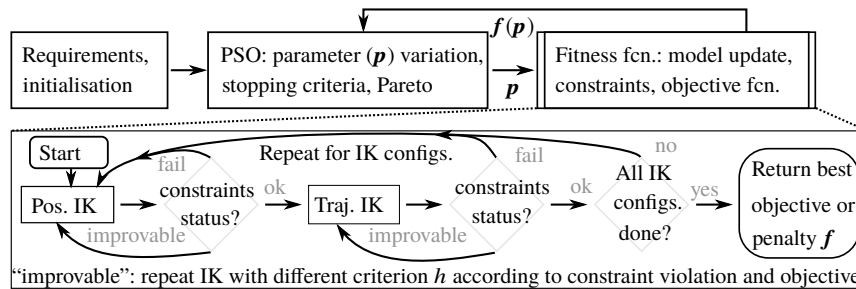 f(p)
Requirements,
initialisation
PSO: parameter (p) variation,
stopping criteria, Pareto
p
Fitness fcn.: model update,
constraints, objective fcn.
Start
fail
Repeat for IK configs.
fail
no
Pos. IK
constraints
status?
ok
Traj. IK
constraints
status?
ok
All IK
configs.
done?
yes
Return best
objective or
penalty f
improvable
improvable
“improvable”: repeat IK with different criterion h according to constraint violation and objective